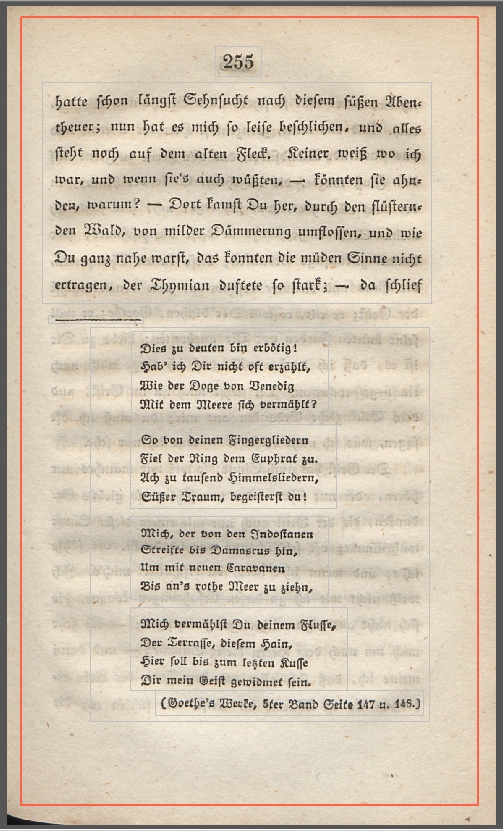 255
hatte schon längst Sehnsucht nach diesem süßen Aben-
theuer; nun hat es mich so leise beschlichen, und alles
steht noch auf dem alten Fleck. Keiner weiß wo ich
war, und wenn sie's auch wüßten, — könnten sie ahn-
den, warum? — Dort kamst Du her, durch den flüstern-
den Wald, von milder Dämmerung umflossen, und wie
Du ganz nahe warst, das konnten die müden Sinne nicht
ertragen, der Thymian duftete so stark; — da schlief
Dies zu deuten bin erbötig!
Hab' ich Dir nicht oft erzählt,
Wie der Doge von Venedig
Mit dem Meere sich vermählt?
So von deinen Fingergliedern
Fiel der Ring dem Euphrat zu.
Ach zu tausend Himmelsliedern,
Süßer Traum, begeisterst du!
Mich, der von den Indostanen
Streifte bis Damascus hin,
Um mit neuen Caravanen
Bis an's rothe Meer zu ziehn,
Mich vermählst Du deinem Flusse,
Der Terrasse, diesem Hain,
Hier soll bis zum letzten Kusse
Dir mein Geist gewidmet sein.
(Goethe's Werke, 5ter Band Seite 147 u. 148.)